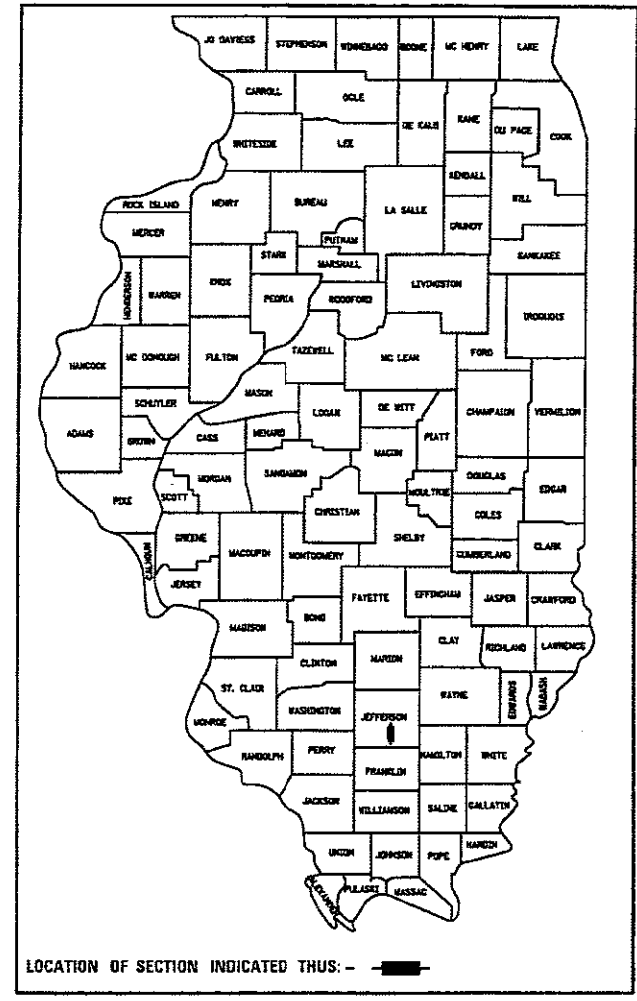 JO DAVIESS STEPHENSON WINNEBAGO BOONE MC HENRY LAKE
CARROLL OGLE DE KALB KANE DU PAGE COOK
WHITESIDE LEE KENDALL WILL
ROCK ISLAND HENRY BUREAU LA SALLE GRUNDY
MERCER STARK PUTNAM MARSHALL KANKAKEE
HENDERSON WARREN KNOX PEORIA WOODFORD LIVINGSTON IROQUOIS
HANCOCK MC DONOUGH FULTON TAZEWELL MC LEAN FORD
SCHUYLER MASON LOGAN DE WITT CHAMPAIGN VERMILION
ADAMS BROWN CASS MENARD MACON PIATT
PIKE SCOTT MORGAN SANGAMON CHRISTIAN MOULTRIE DOUGLAS EDGAR
COLES
CALHOUN GREENE MACOUPIN MONTGOMERY SHELBY CUMBERLAND CLARK
JERSEY FAYETTE EFFINGHAM JASPER CRAWFORD
MADISON BOND CLAY RICHLAND LAWRENCE
CLINTON MARION
ST. CLAIR WAYNE EDWARDS WABASH
MONROE WASHINGTON JEFFERSON
RANDOLPH PERRY HAMILTON WHITE
FRANKLIN
JACKSON WILLIAMSON SALINE GALLATIN
UNION JOHNSON POPE HARDIN
ALEXANDER PULASKI MASSAC
LOCATION OF SECTION INDICATED THUS: -